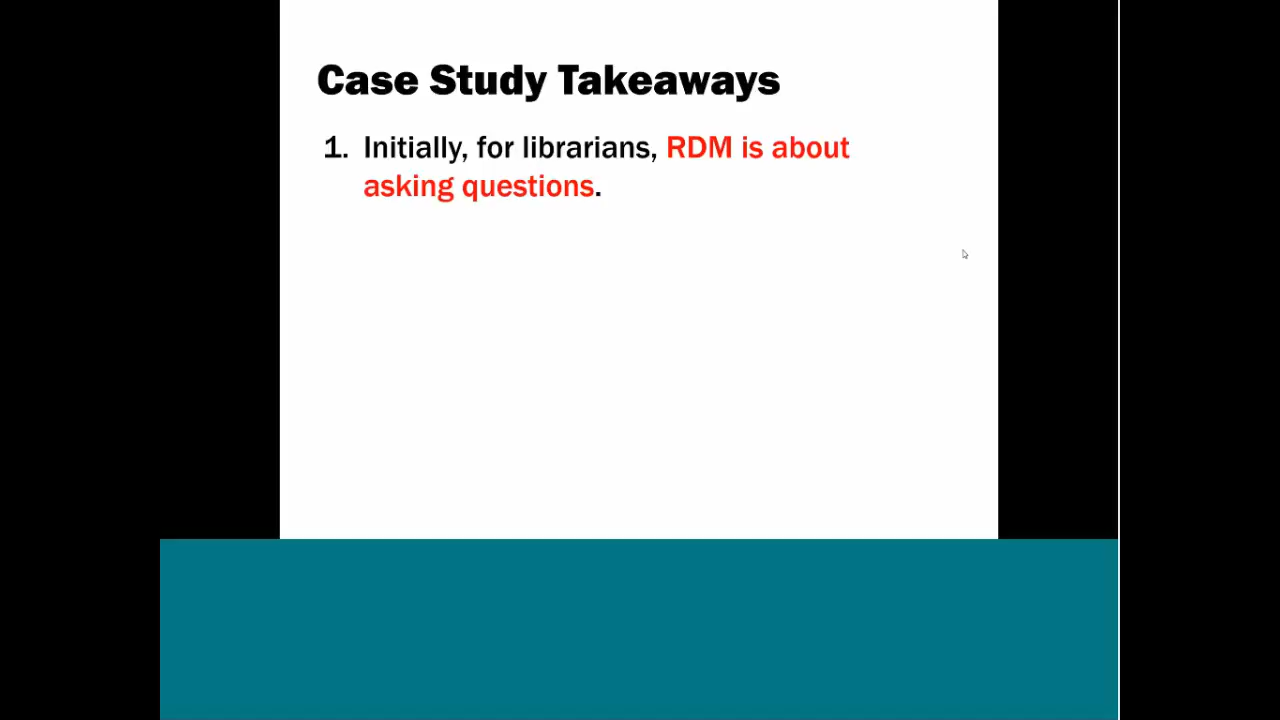 Case Study Takeaways
1. Initially, for librarians, RDM is about
asking questions.